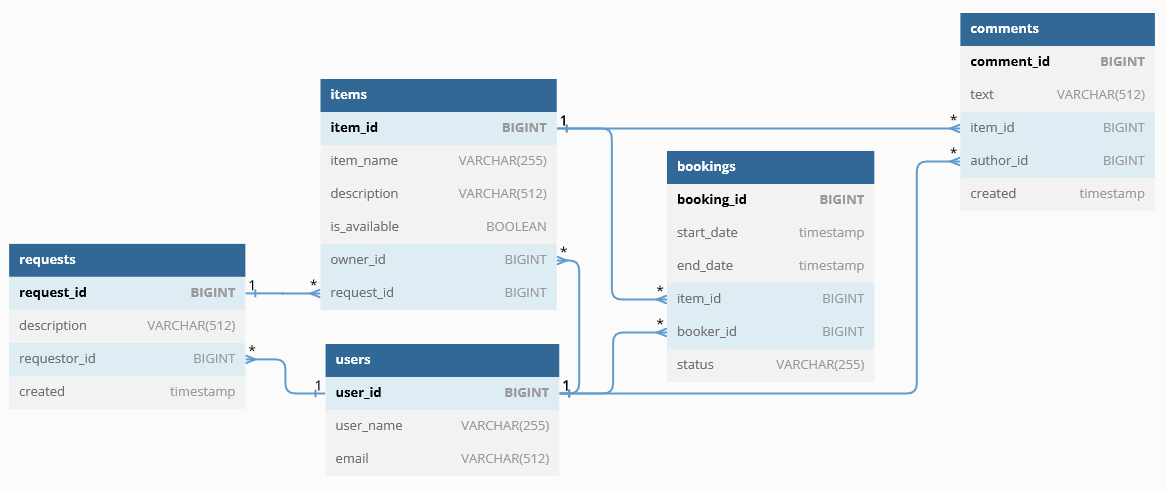 comments
comment_id BIGINT
text VARCHAR(512)
item_id BIGINT
author_id BIGINT
created timestamp
items
item_id BIGINT
item_name VARCHAR(255)
description VARCHAR(512)
is_available BOOLEAN
owner_id BIGINT
request_id BIGINT
bookings
booking_id BIGINT
start_date timestamp
end_date timestamp
item_id BIGINT
booker_id BIGINT
status VARCHAR(255)
requests
request_id BIGINT
description VARCHAR(512)
requestor_id BIGINT
created timestamp
users
user_id BIGINT
user_name VARCHAR(255)
email VARCHAR(512)
1
*
*
*
*
*
1
*
*
1
1